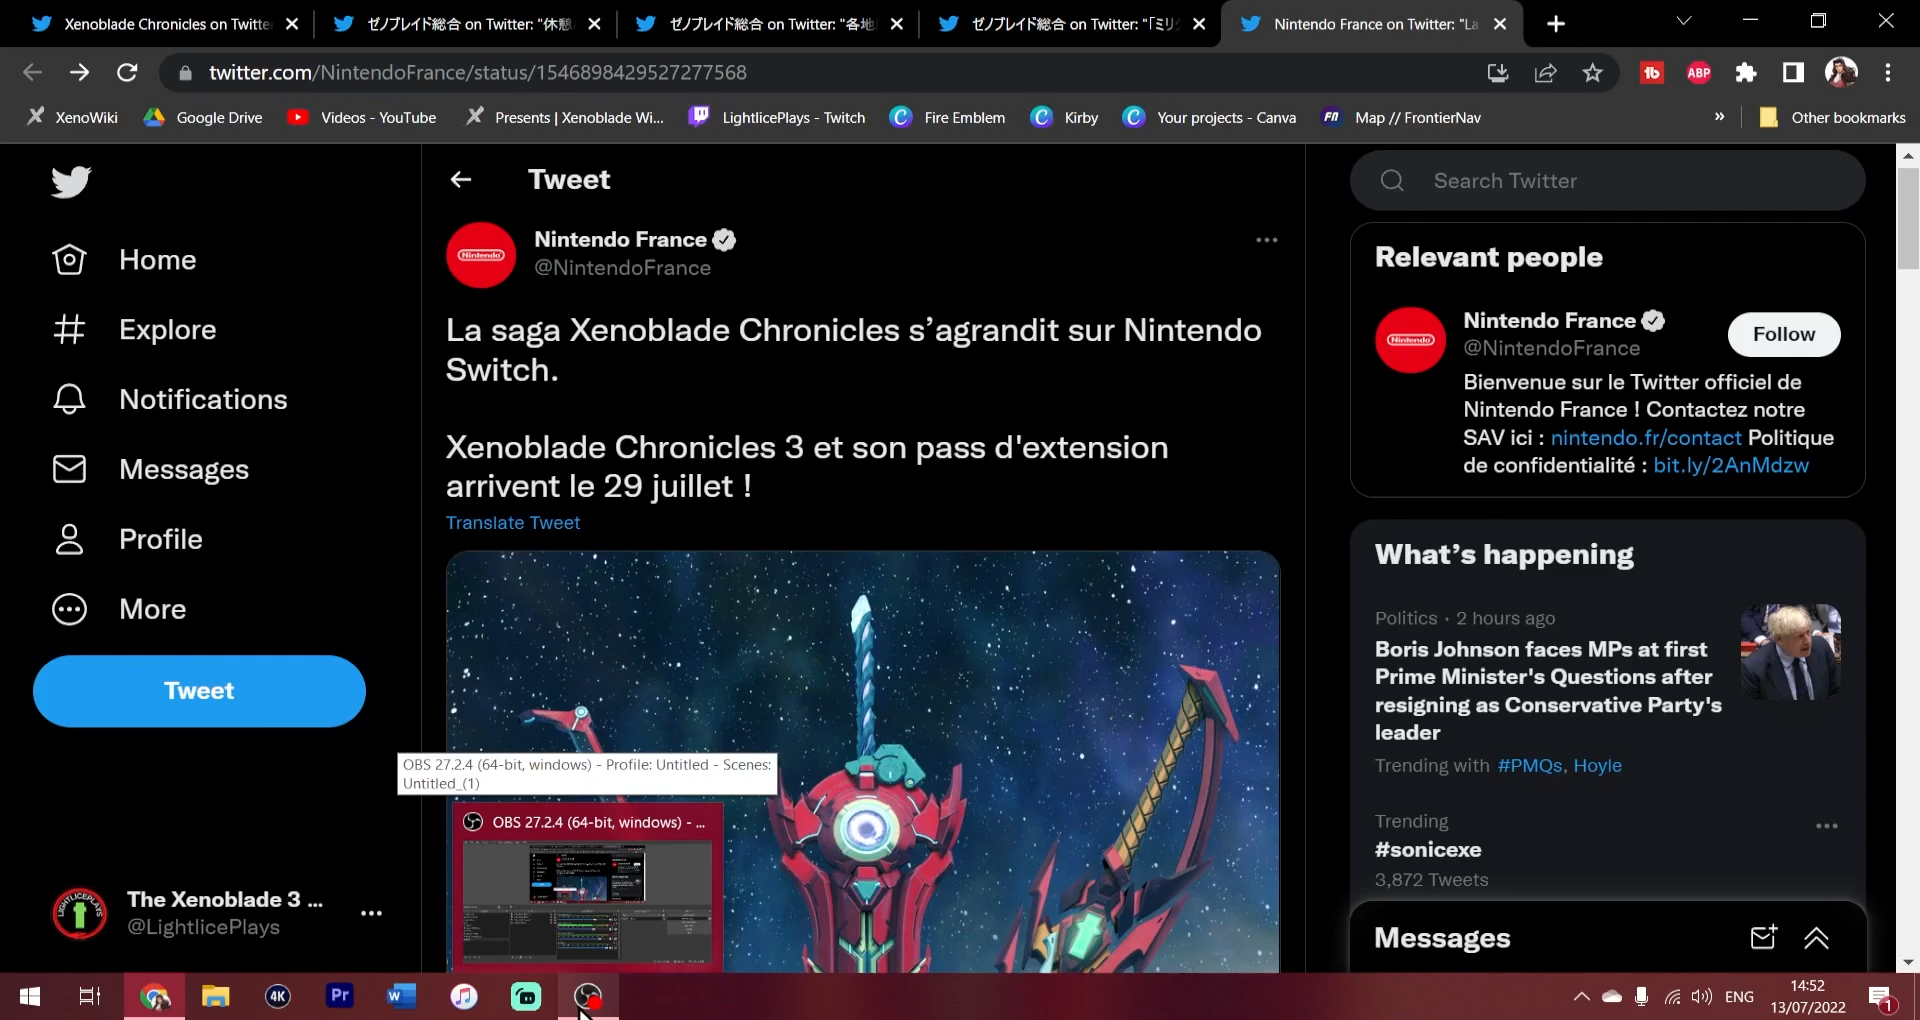 Xenoblade Chronicles on Twitte
ゼノブレイド総合 on Twitter: "休憩
ゼノブレイド総合 on Twitter: "各地
ゼノブレイド総合 on Twitter: "「ミリク
Nintendo France on Twitter: "La
twitter.com/NintendoFrance/status/1546898429527277568
XenoWiki
Google Drive
Videos - YouTube
Presents | Xenoblade Wi...
LightlicePlays - Twitch
Fire Emblem
Kirby
Your projects - Canva
Map // FrontierNav
»
Other bookmarks
tb
ABP
FN
Home
Explore
Notifications
Messages
Profile
More
Tweet
The Xenoblade 3 ...
@LightlicePlays
Tweet
Nintendo
Nintendo France
@NintendoFrance
La saga Xenoblade Chronicles s’agrandit sur Nintendo
Switch.
Xenoblade Chronicles 3 et son pass d'extension
arrivent le 29 juillet !
Translate Tweet
OBS 27.2.4 (64-bit, windows) - Profile: Untitled - Scenes:
Untitled_(1)
OBS 27.2.4 (64-bit, windows) - ...
Search Twitter
Relevant people
Nintendo
Nintendo France
@NintendoFrance
Follow
Bienvenue sur le Twitter officiel de
Nintendo France ! Contactez notre
SAV ici : nintendo.fr/contact Politique
de confidentialité : bit.ly/2AnMdzw
What’s happening
Politics · 2 hours ago
Boris Johnson faces MPs at first
Prime Minister's Questions after
resigning as Conservative Party's
leader
Trending with #PMQs, Hoyle
Trending
#sonicexe
3,872 Tweets
Messages
4K
Pr
W
ENG
14:52
13/07/2022
1